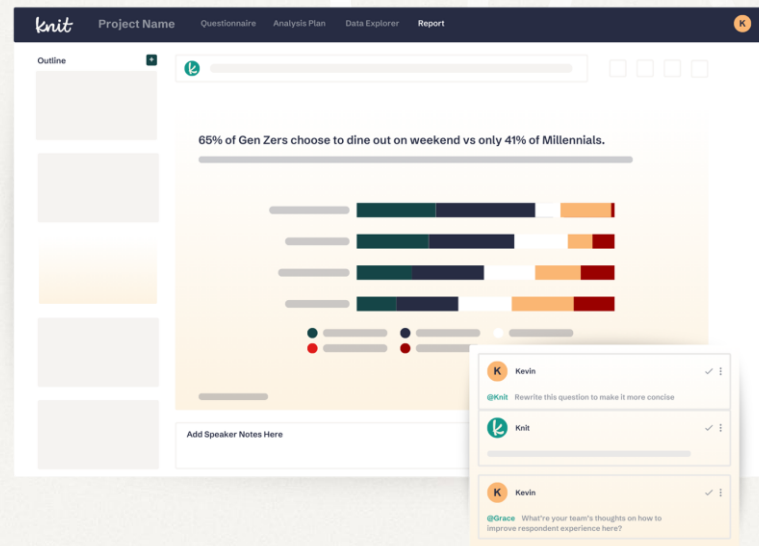 knit Project Name Questionnaire Analysis Plan Data Explorer Report K
Outline +
65% of Gen Zers choose to dine out on weekend vs only 41% of Millennials.
Add Speaker Notes Here
K Kevin
@Knit Rewrite this question to make it more concise
Knit
K Kevin
@Grace What're your team's thoughts on how to
improve respondent experience here?